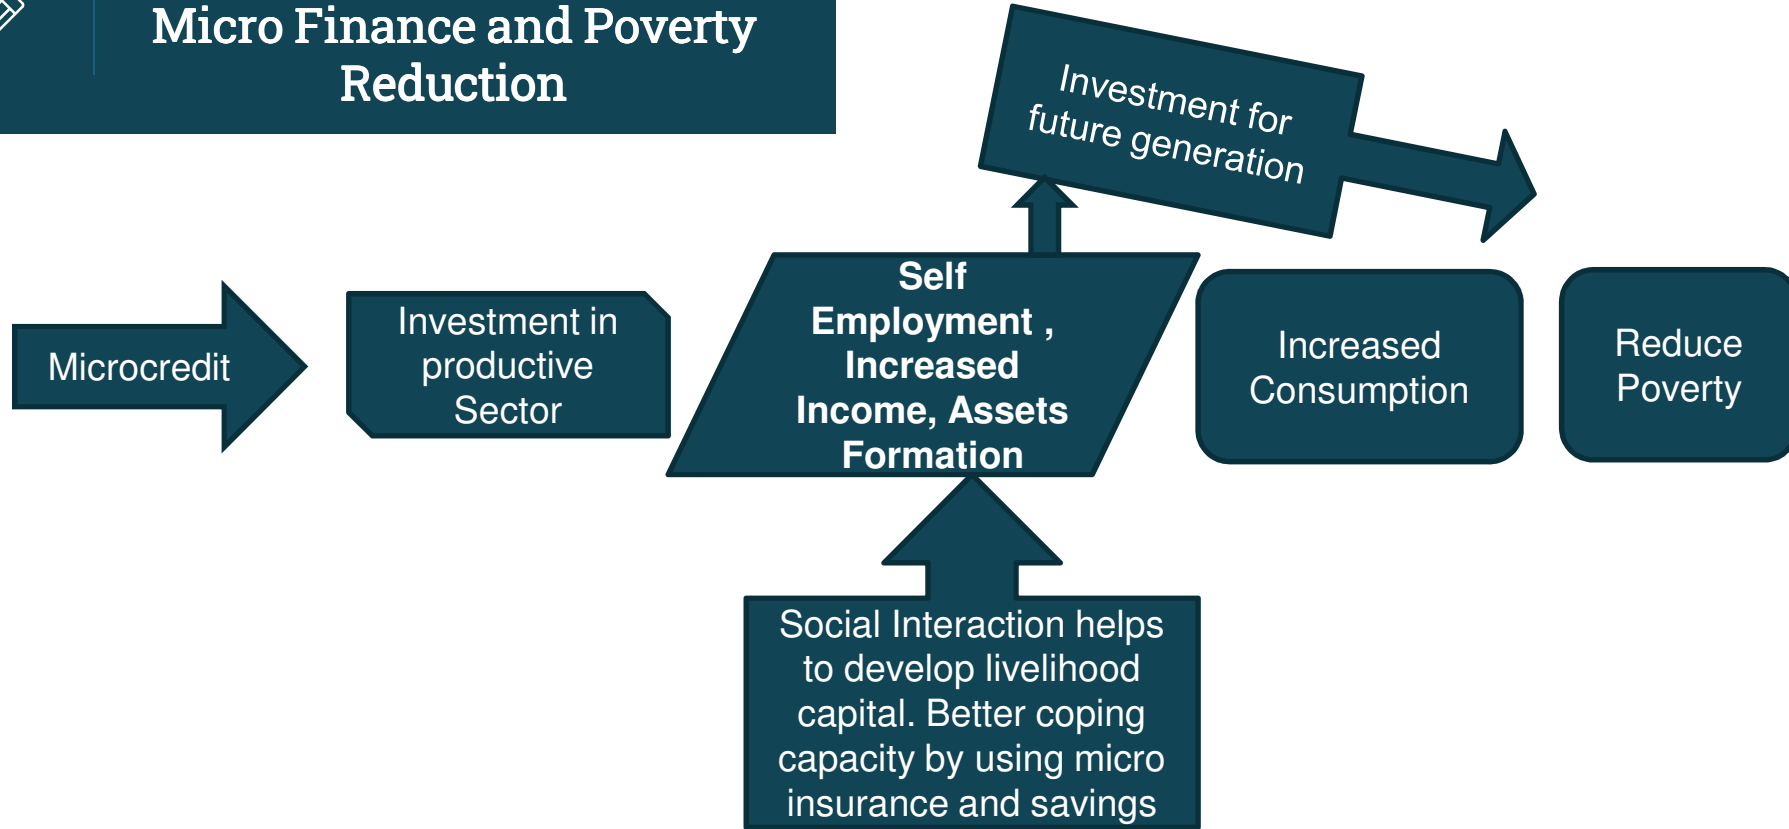 Micro Finance and Poverty
Reduction
Investment for
future generation
Microcredit
Investment in
productive
Sector
Self
Employment ,
Increased
Income, Assets
Formation
Increased
Consumption
Reduce
Poverty
Social Interaction helps
to develop livelihood
capital. Better coping
capacity by using micro
insurance and savings